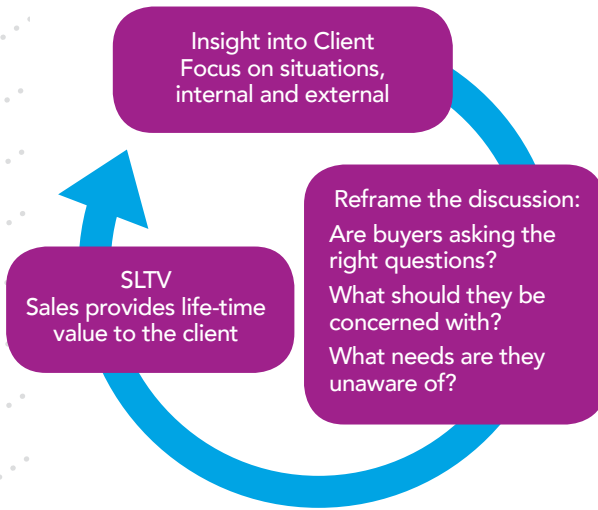 Insight into Client
Focus on situations,
internal and external
Reframe the discussion:
Are buyers asking the
right questions?
What should they be
concerned with?
What needs are they
unaware of?
SLTV
Sales provides life-time
value to the client